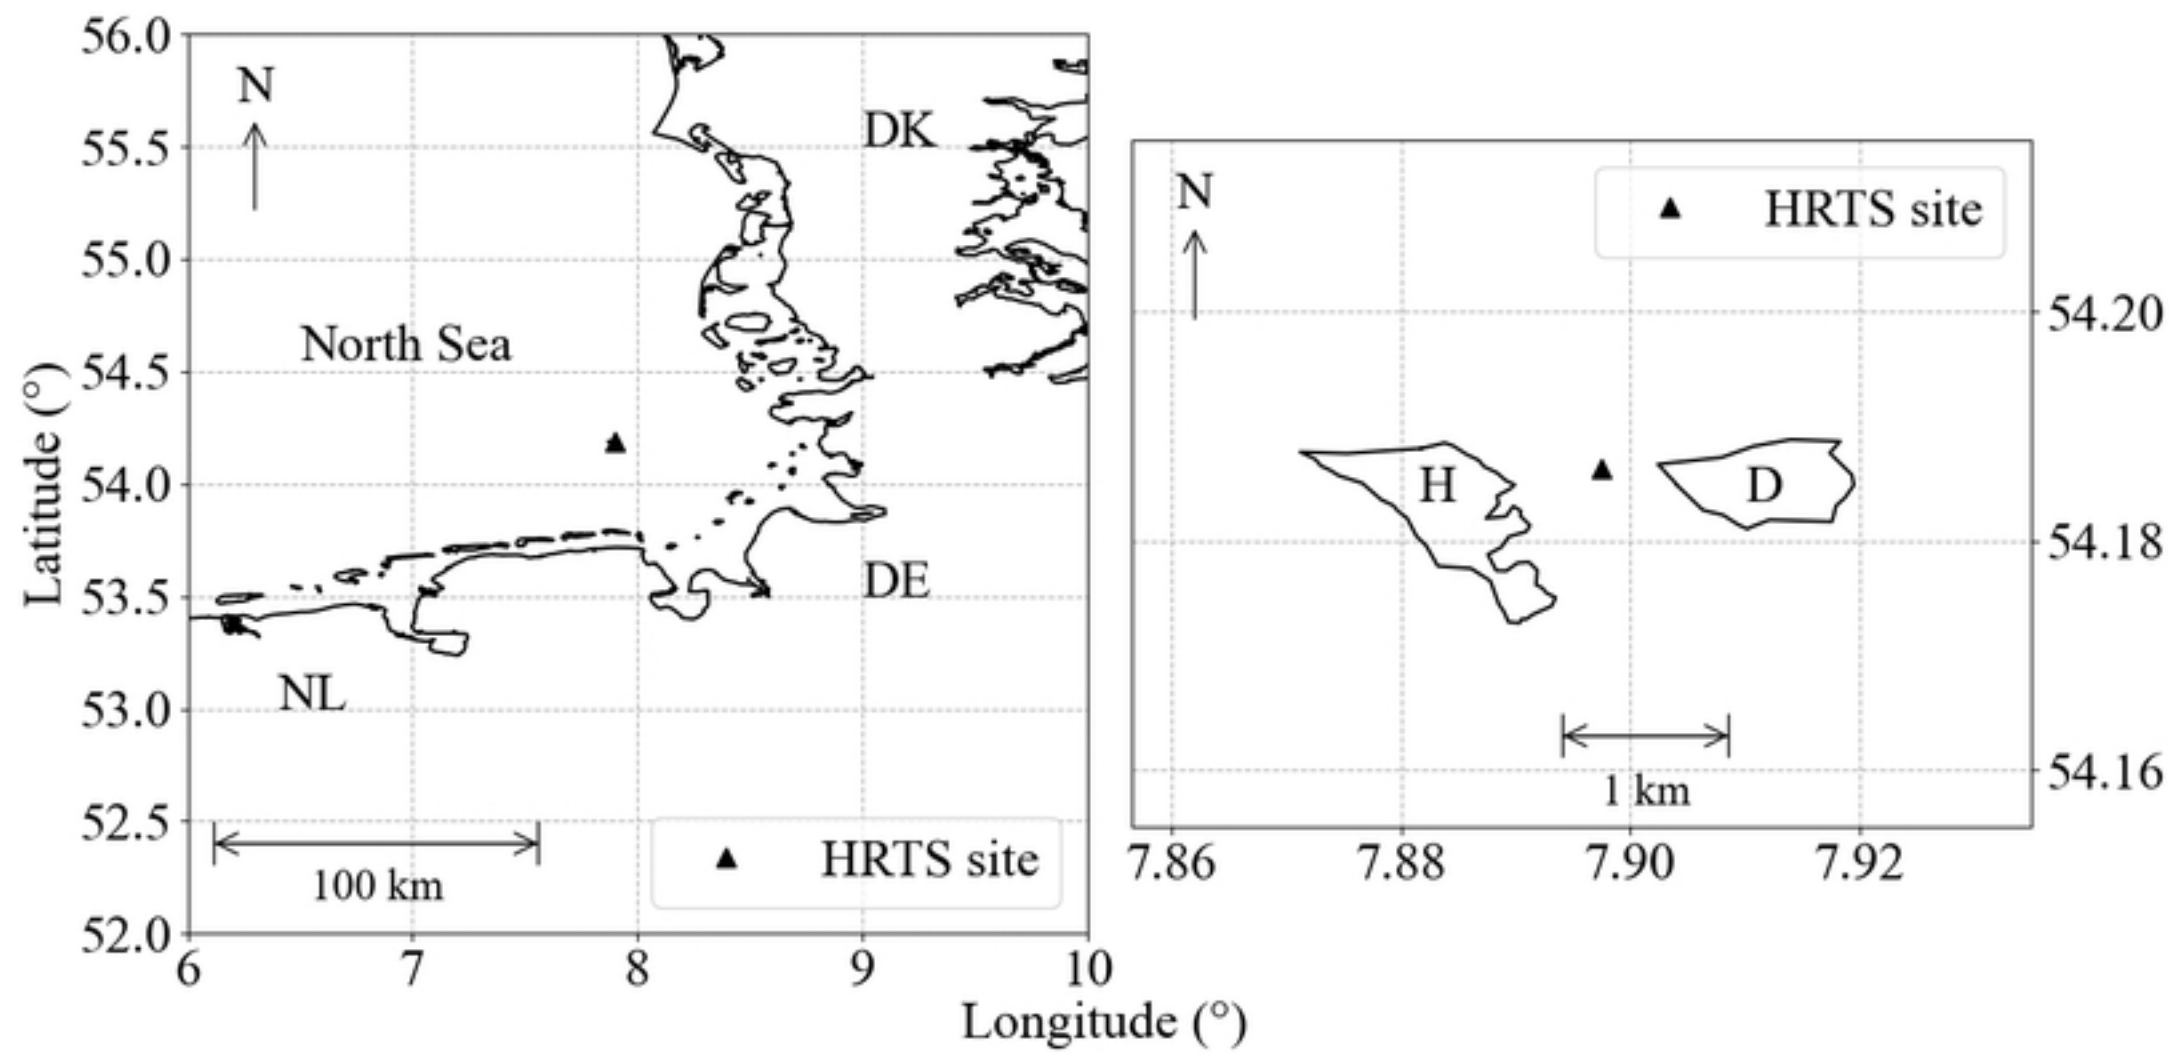 56.0
55.5
55.0
54.5
54.0
53.5
53.0
52.5
52.0
Latitude (°)
N
DK
North Sea
DE
NL
100 km
HRTS site
6 7 8 9 10
N
HRTS site
H
D
1 km
54.20
54.18
54.16
7.86 7.88 7.90 7.92
Longitude (°)